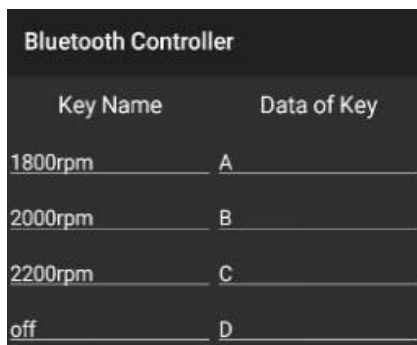 Bluetooth Controller
Key Name Data of Key
1800rpm A
2000rpm B
2200rpm C
off D